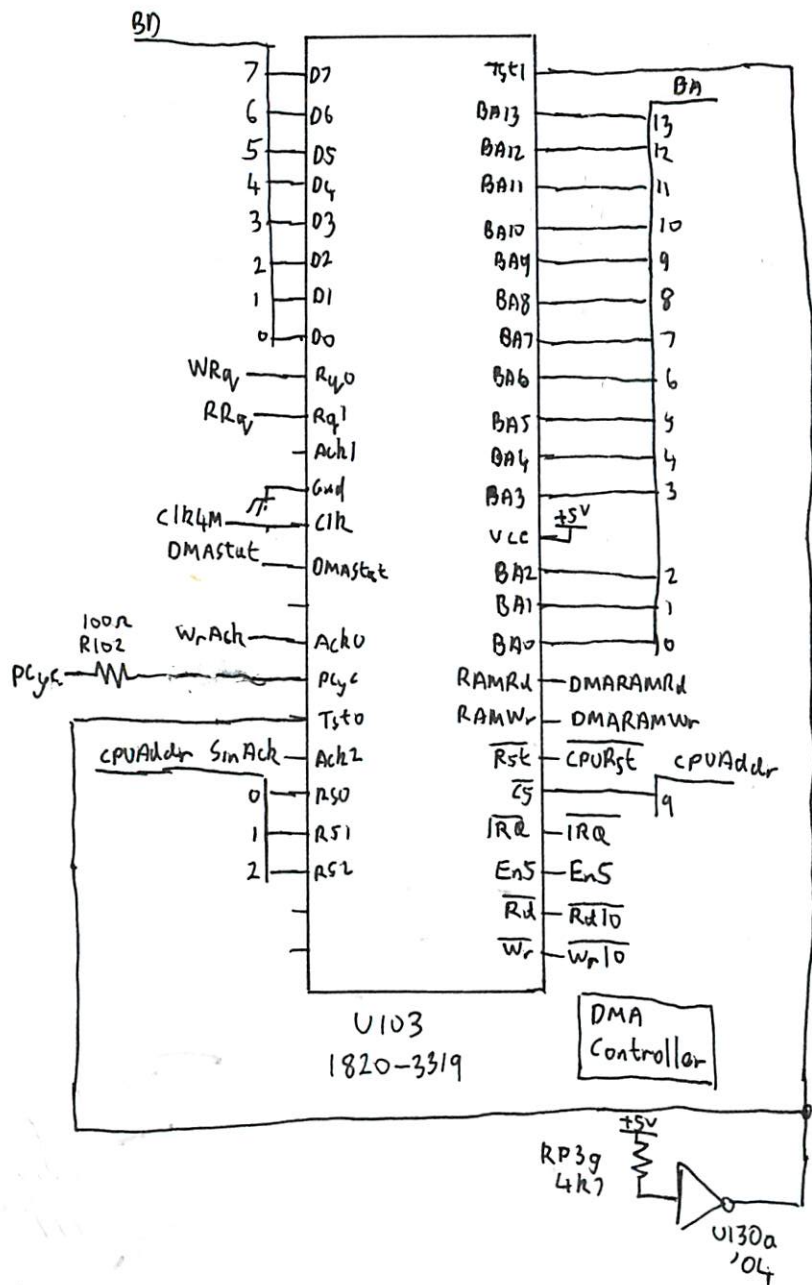 BD
7 D7 Tst1
BA
6 D6 BA13 13
5 D5 BA12 12
4 D4 BA11 11
3 D3 BA10 10
2 D2 BA9 9
1 D1 BA8 8
0 D0 BA7 7
WRq Rq0 BA6 6
RRq Rq1 BA5 5
Ack1 BA4 4
Gnd BA3 3
Clk4M Clk Vcc +5V
DMAStat DMAStst BA2 2
BA1 1
WrAck Ack0 BA0 0
100Ω
R102
PCyc PCyc RAMRd DMARAMRd
Tst0 RAMWr DMARAMWr
CPUAddr SinAck Ack2 Rst CPURst CPUAddr
0 RS0 CS 9
1 RS1 IRQ IRQ
2 RS2 EnS EnS
Rd RdIO
Wr WrIO
U103
1820-3319
DMA
Controller
+5V
RP3g
4k7
U130a
'04